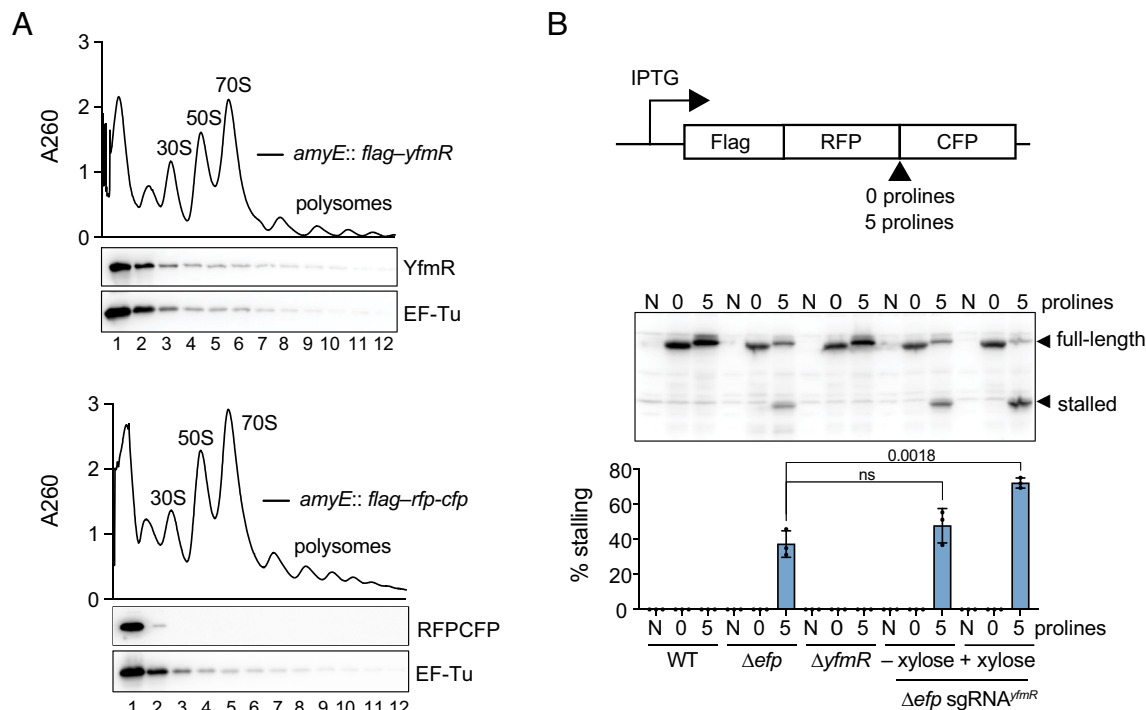 A
3
2
1
0
A260
30S
50S
70S
amyE:: flag–yfmR
polysomes
YfmR
EF-Tu
1 2 3 4 5 6 7 8 9 10 11 12
3
2
1
0
A260
30S
50S
70S
amyE:: flag–rfp-cfp
polysomes
RFPCFP
EF-Tu
1 2 3 4 5 6 7 8 9 10 11 12
B
IPTG
Flag RFP CFP
0 prolines
5 prolines
N 0 5 N 0 5 N 0 5 N 0 5 N 0 5 prolines
full-length
stalled
80
60
40
20
0
% stalling
0.0018
ns
N 0 5 N 0 5 N 0 5 N 0 5 N 0 5 prolines
WT Δefp ΔyfmR – xylose + xylose
Δefp sgRNAyfmR